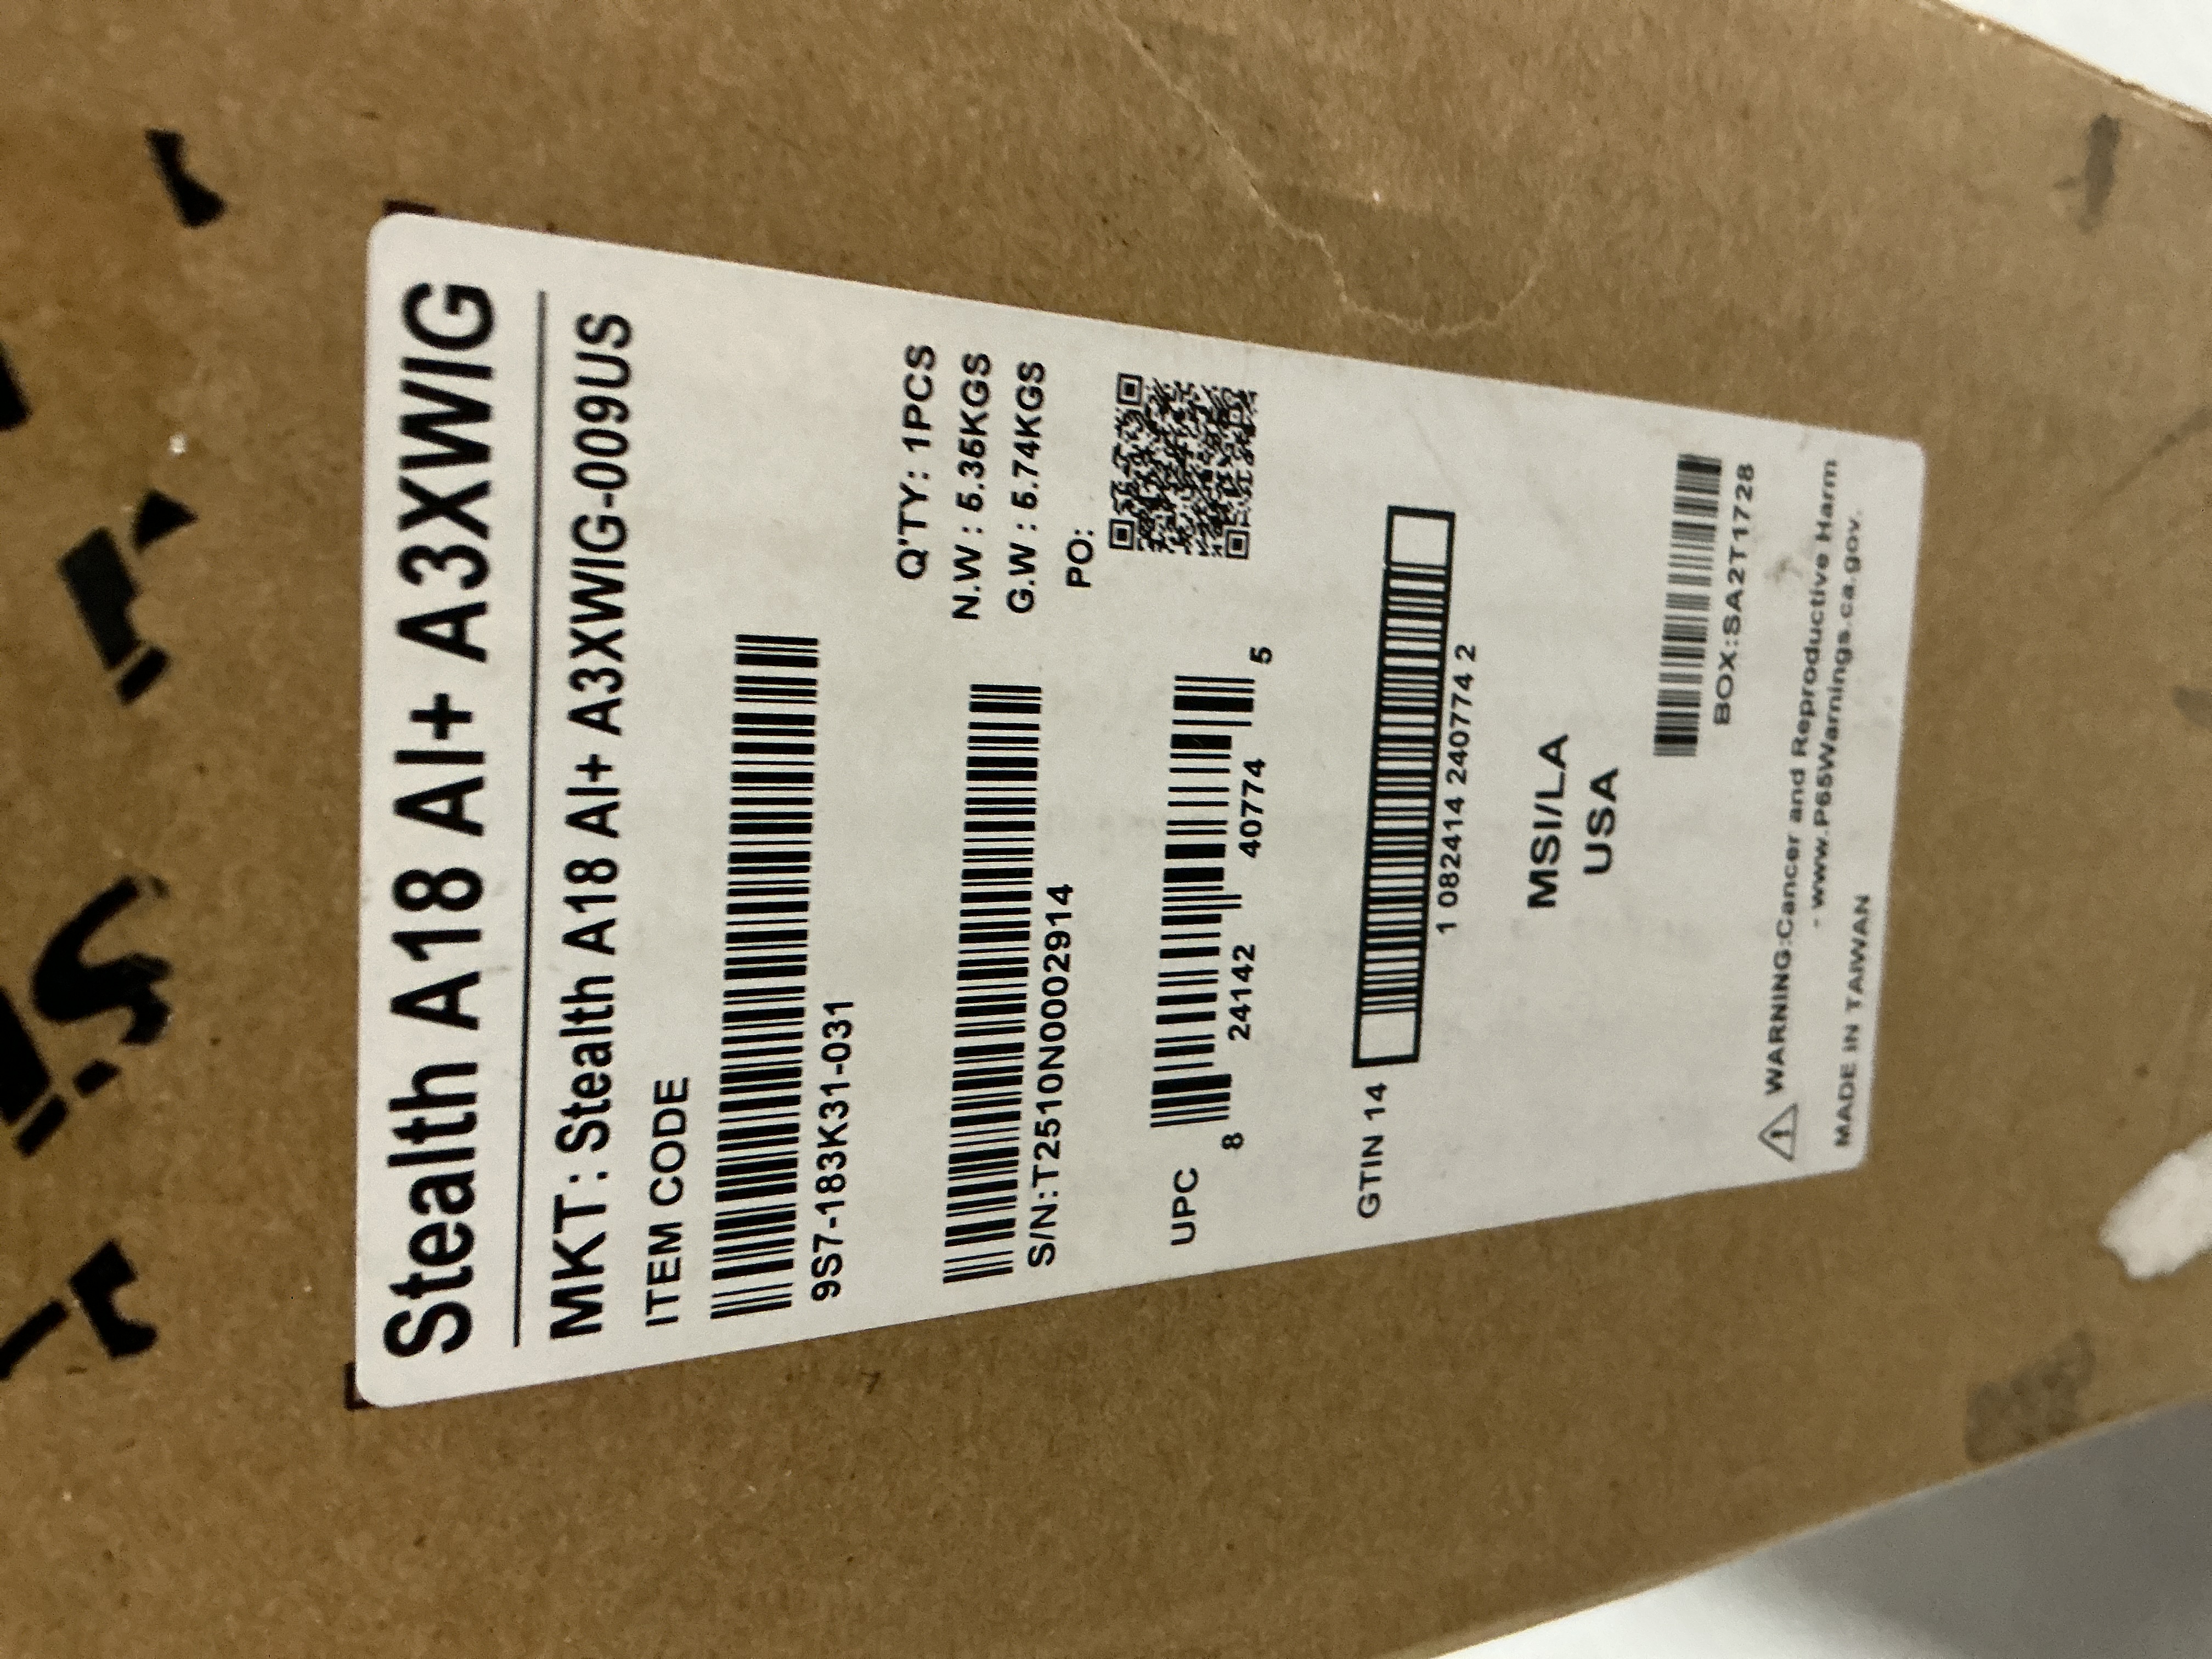 Stealth A18 AI+ A3XWIG
MKT: Stealth A18 AI+ A3XWIG-009US
ITEM CODE
9S7-183K31-031
Q'TY: 1PCS
N.W : 5.35KGS
G.W : 5.74KGS
PO:
S/N:T2510N0002914
UPC
8 24142 40774 5
GTIN 14
1 0824142 40774 2
MSI/LA
USA
BOX:SA2T1728
WARNING:Cancer and Reproductive Harm
- www.P65Warnings.ca.gov.
MADE IN TAIWAN